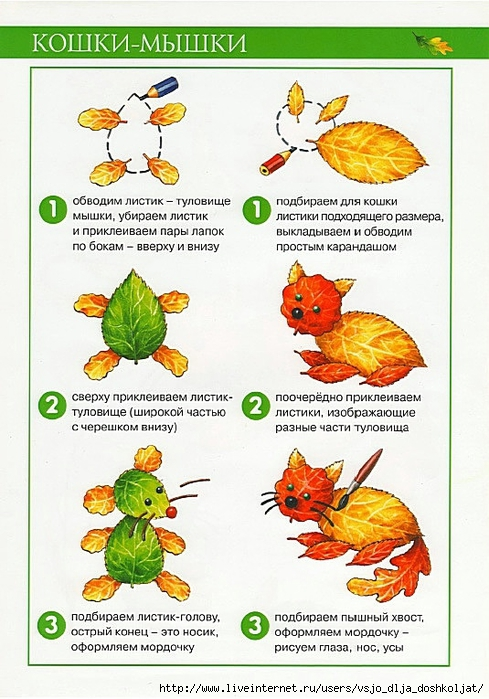 КОШКИ-МЫШКИ
1 обводим листик – туловище
мышки, убираем листик
и приклеиваем пары лапок
по бокам – вверху и внизу
1 подбираем для кошки
листики подходящего размера,
выкладываем и обводим
простым карандашом
2 сверху приклеиваем листик-
туловище (широкой частью
с черешком внизу)
2 поочерёдно приклеиваем
листики, изображающие
разные части туловища
3 подбираем листик-голову,
острый конец – это носик,
оформляем мордочку
3 подбираем пышный хвост,
оформляем мордочку –
рисуем глаза, нос, усы
http://www.liveinternet.ru/users/vsjo_dlja_doshkoljat/